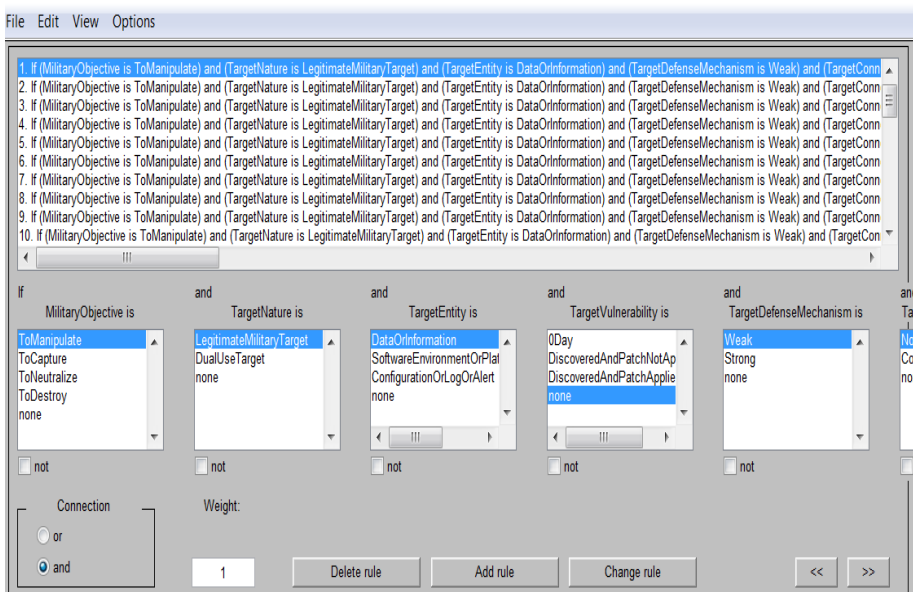 File Edit View Options
1. If (MilitaryObjective is ToManipulate) and (TargetNature is LegitimateMilitaryTarget) and (TargetEntity is DataOrInformation) and (TargetDefenseMechanism is Weak) and (TargetConn
2. If (MilitaryObjective is ToManipulate) and (TargetNature is LegitimateMilitaryTarget) and (TargetEntity is DataOrInformation) and (TargetDefenseMechanism is Weak) and (TargetConn
3. If (MilitaryObjective is ToManipulate) and (TargetNature is LegitimateMilitaryTarget) and (TargetEntity is DataOrInformation) and (TargetDefenseMechanism is Weak) and (TargetConn
4. If (MilitaryObjective is ToManipulate) and (TargetNature is LegitimateMilitaryTarget) and (TargetEntity is DataOrInformation) and (TargetDefenseMechanism is Weak) and (TargetConn
5. If (MilitaryObjective is ToManipulate) and (TargetNature is LegitimateMilitaryTarget) and (TargetEntity is DataOrInformation) and (TargetDefenseMechanism is Weak) and (TargetConn
6. If (MilitaryObjective is ToManipulate) and (TargetNature is LegitimateMilitaryTarget) and (TargetEntity is DataOrInformation) and (TargetDefenseMechanism is Weak) and (TargetConn
7. If (MilitaryObjective is ToManipulate) and (TargetNature is LegitimateMilitaryTarget) and (TargetEntity is DataOrInformation) and (TargetDefenseMechanism is Weak) and (TargetConn
8. If (MilitaryObjective is ToManipulate) and (TargetNature is LegitimateMilitaryTarget) and (TargetEntity is DataOrInformation) and (TargetDefenseMechanism is Weak) and (TargetConn
9. If (MilitaryObjective is ToManipulate) and (TargetNature is LegitimateMilitaryTarget) and (TargetEntity is DataOrInformation) and (TargetDefenseMechanism is Weak) and (TargetConn
10. If (MilitaryObjective is ToManipulate) and (TargetNature is LegitimateMilitaryTarget) and (TargetEntity is DataOrInformation) and (TargetDefenseMechanism is Weak) and (TargetCon
If and and and and an
MilitaryObjective is TargetNature is TargetEntity is TargetVulnerability is TargetDefenseMechanism is Ta
ToManipulate LegitimateMilitaryTarget DataOrInformation 0Day Weak No
ToCapture DualUseTarget SoftwareEnvironmentOrPlat DiscoveredAndPatchNotAp Strong Co
ToNeutralize none ConfigurationOrLogOrAlert DiscoveredAndPatchApplie none no
ToDestroy none none
none
not not not not not
Connection Weight:
or
and 1 Delete rule Add rule Change rule << >>